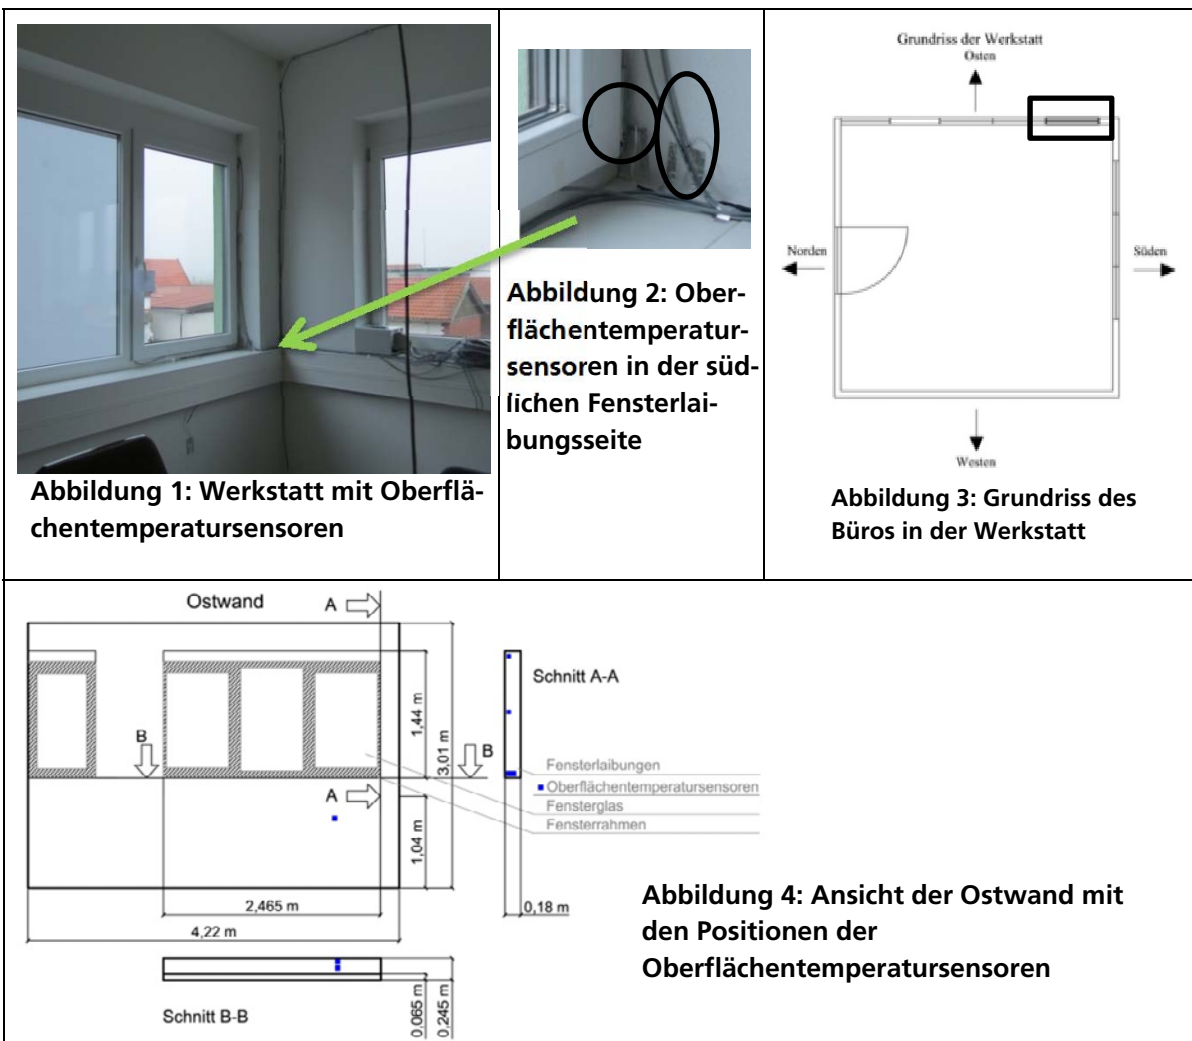 Abbildung 1: Werkstatt mit Oberflä-
chentemperatursensoren
Abbildung 2: Ober-
flächentemperatur-
sensoren in der süd-
lichen Fensterlai-
bungsseite
Grundriss der Werkstatt
Osten
Norden
Süden
Westen
Abbildung 3: Grundriss des
Büros in der Werkstatt
Ostwand
A
B
1,44 m
3,01 m
B
A
1,04 m
2,465 m
4,22 m
Schnitt A-A
Fensterlaibungen
Oberflächentemperatursensoren
Fensterglas
Fensterrahmen
0,18 m
Schnitt B-B
0,065 m
0,245 m
Abbildung 4: Ansicht der Ostwand mit
den Positionen der
Oberflächentemperatursensoren